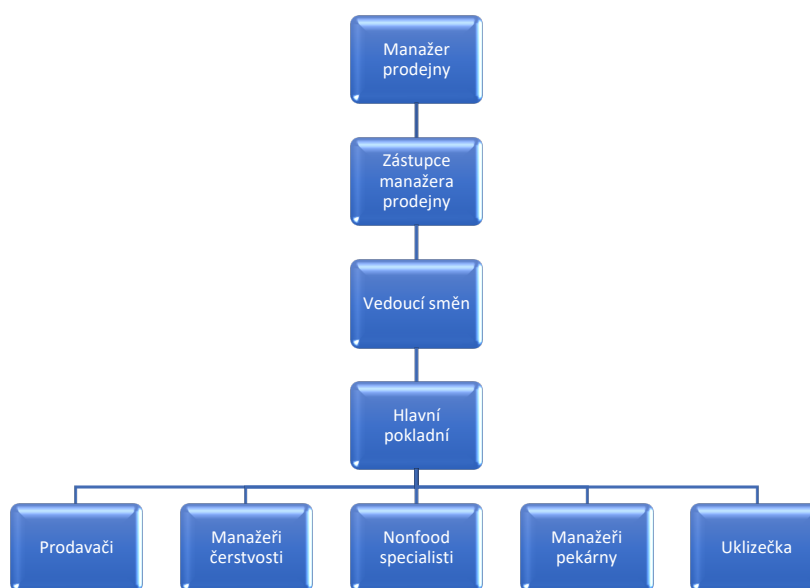 Manažer
prodejny
Zástupce
manažera
prodejny
Vedoucí směn
Hlavní
pokladní
Prodavači
Manažeři
čerstvosti
Nonfood
specialisti
Manažeři
pekárny
Uklizečka